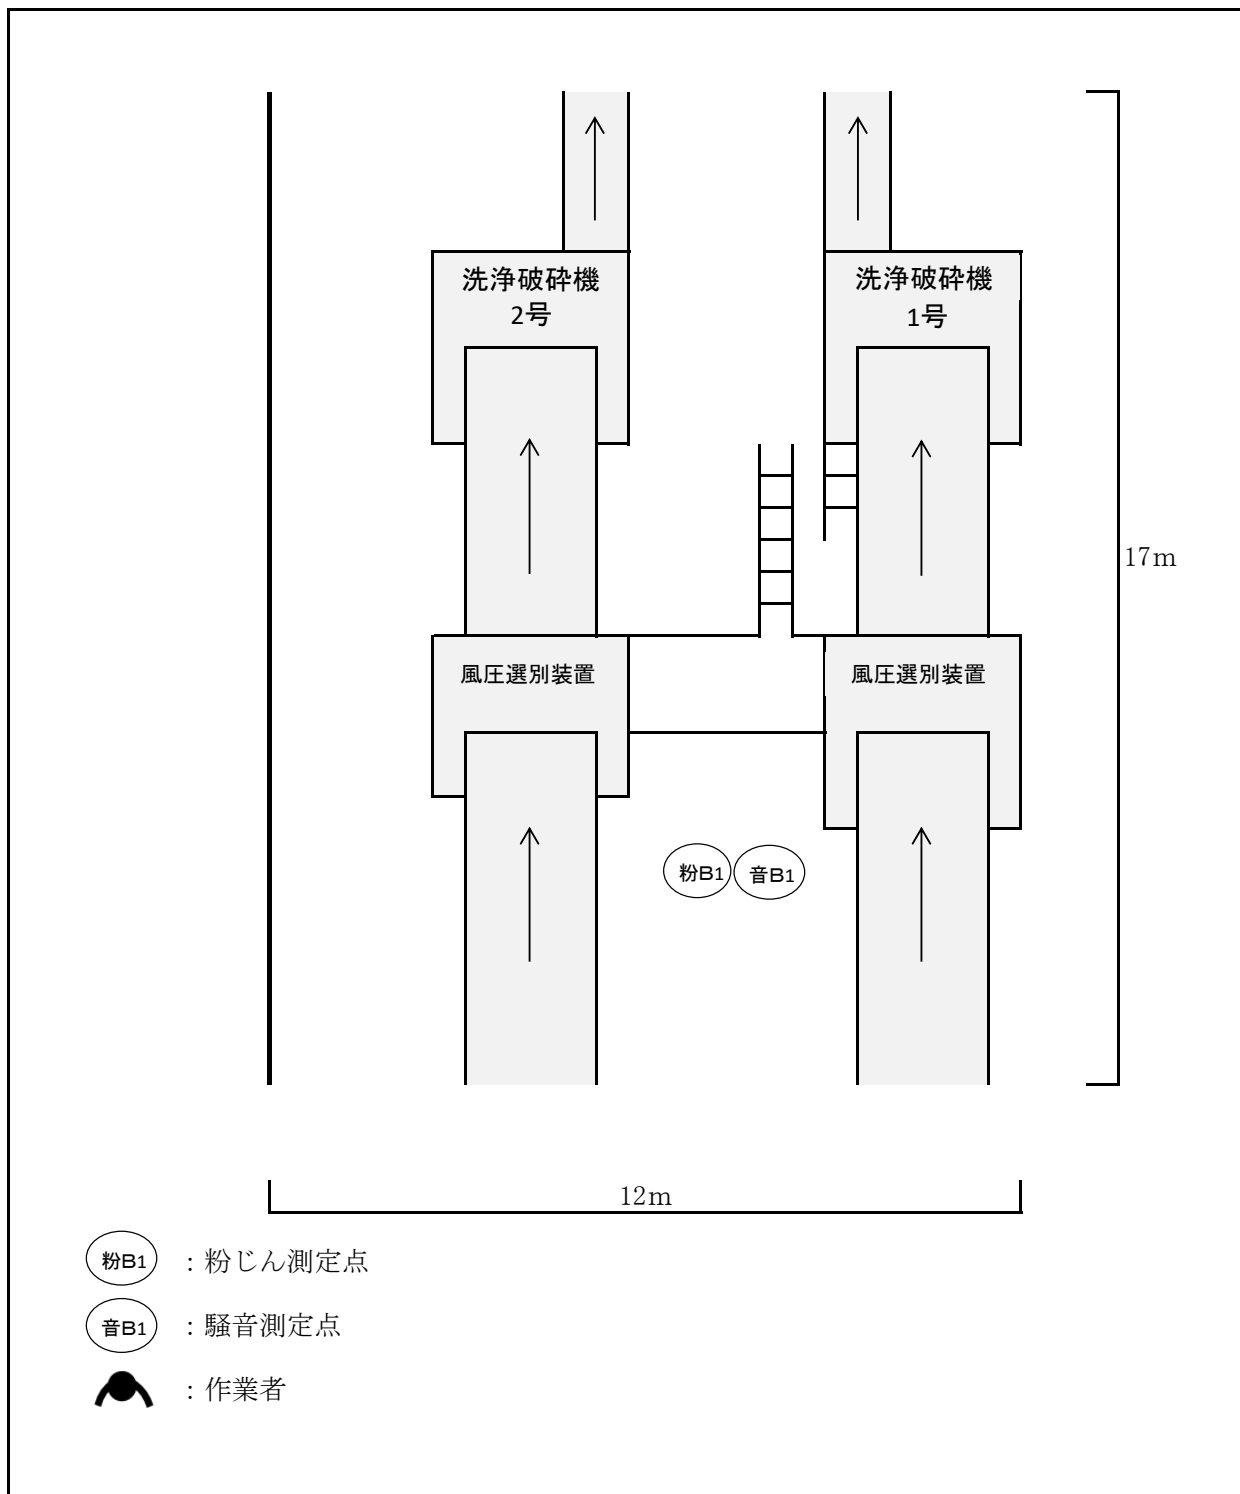 洗浄破砕機
2号
洗浄破砕機
1号
17m
風圧選別装置
風圧選別装置
粉B1
音B1
12m
粉B1 : 粉じん測定点
音B1 : 騒音測定点
: 作業者